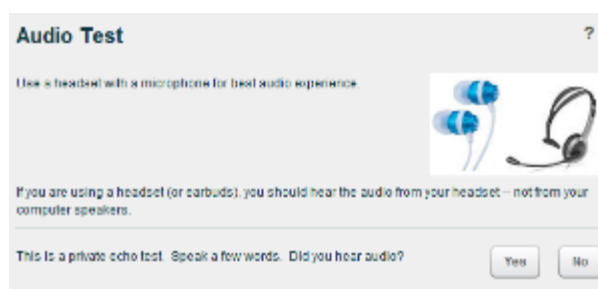 Audio Test ?
Use a headset with a microphone for best audio experience.
If you are using a headset (or earbuds), you should hear the audio from your headset -- not from your
computer speakers.
This is a private echo test. Speak a few words. Did you hear audio?
Yes No